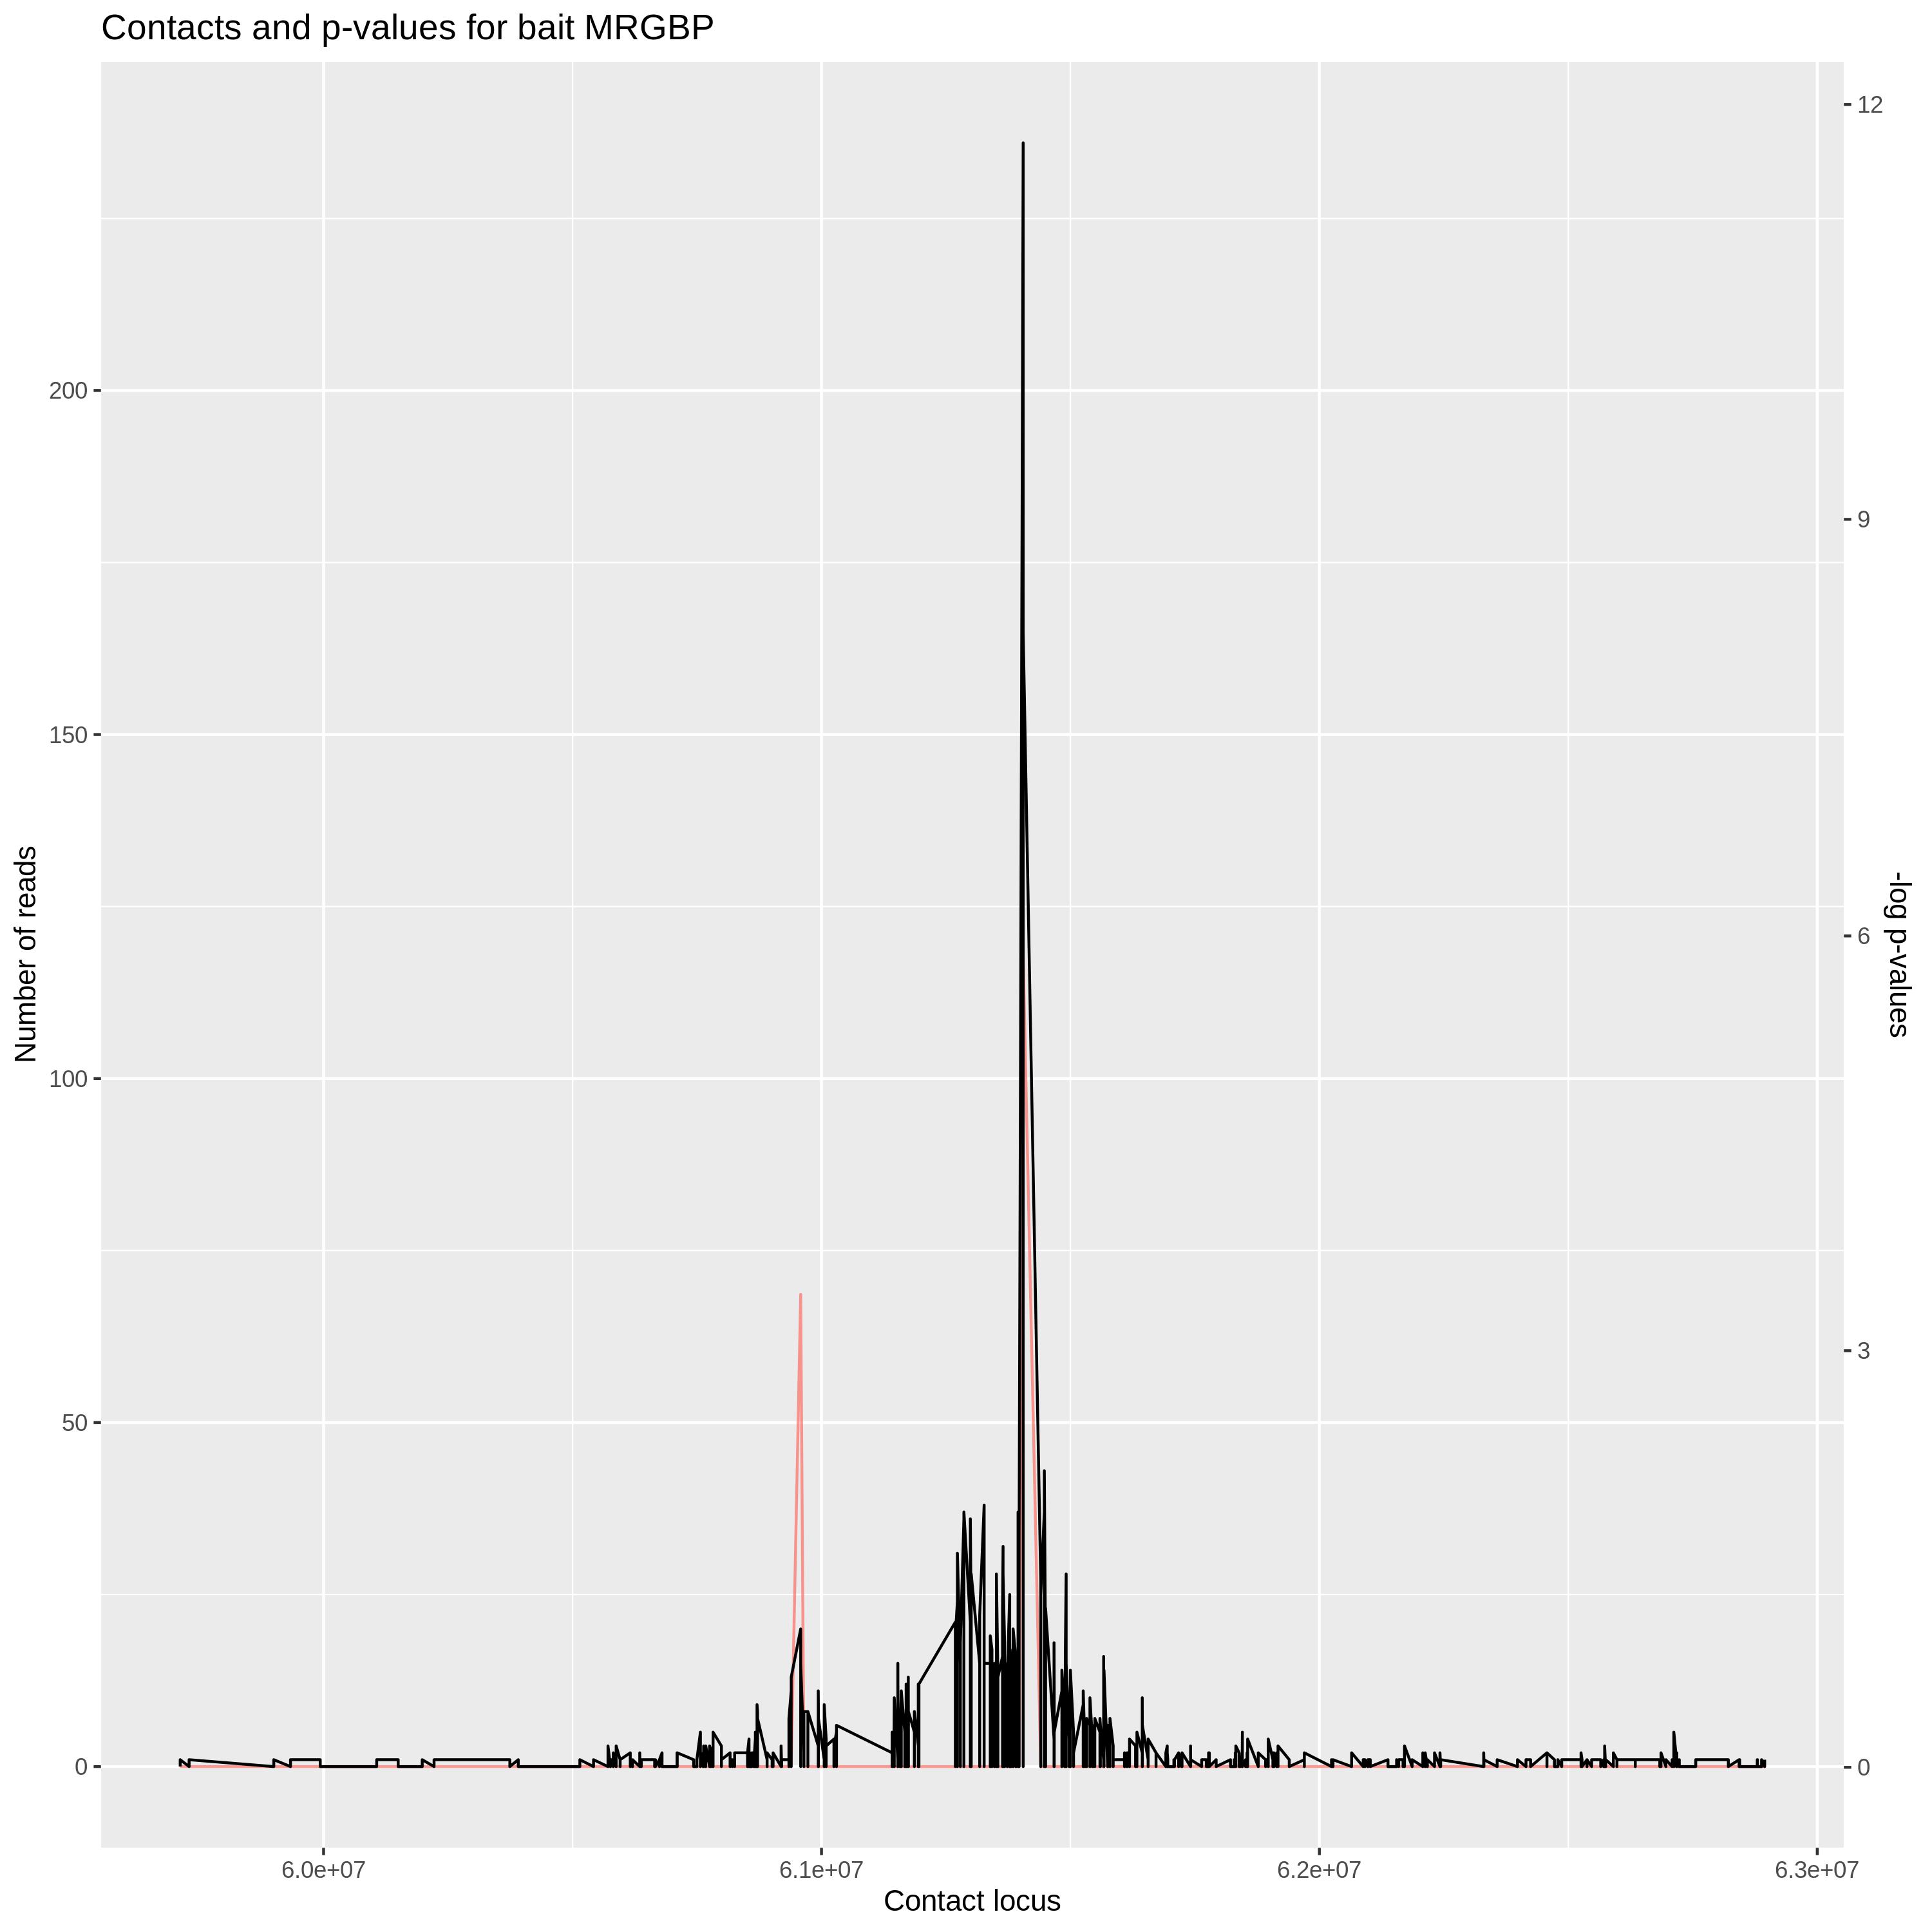 Contacts and p-values for bait MRGBP
Number of reads
200
150
100
50
0
12
9
6
3
0
-log p-values
6.0e+07
6.1e+07
6.2e+07
6.3e+07
Contact locus